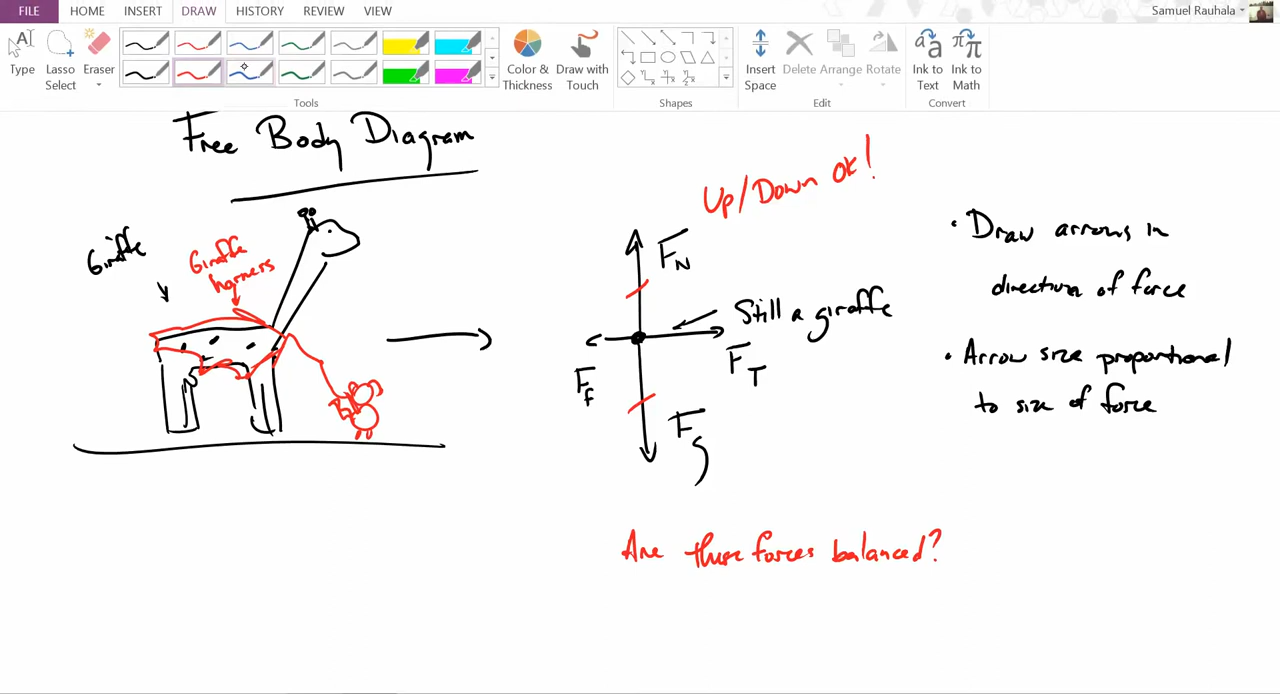 FILE HOME INSERT DRAW HISTORY REVIEW VIEW Samuel Rauhala
Type Lasso Select Eraser Color & Thickness Draw with Touch Insert Space Delete Arrange Rotate Ink to Text Ink to Math
Tools Shapes Edit Convert
Free Body Diagram
Up/Down ok!
Giraffe
Giraffe
harness
FN
Still a giraffe
FT
Ff
Fg
• Draw arrows in
direction of force
• Arrow size proportional
to size of force
Are these forces balanced?